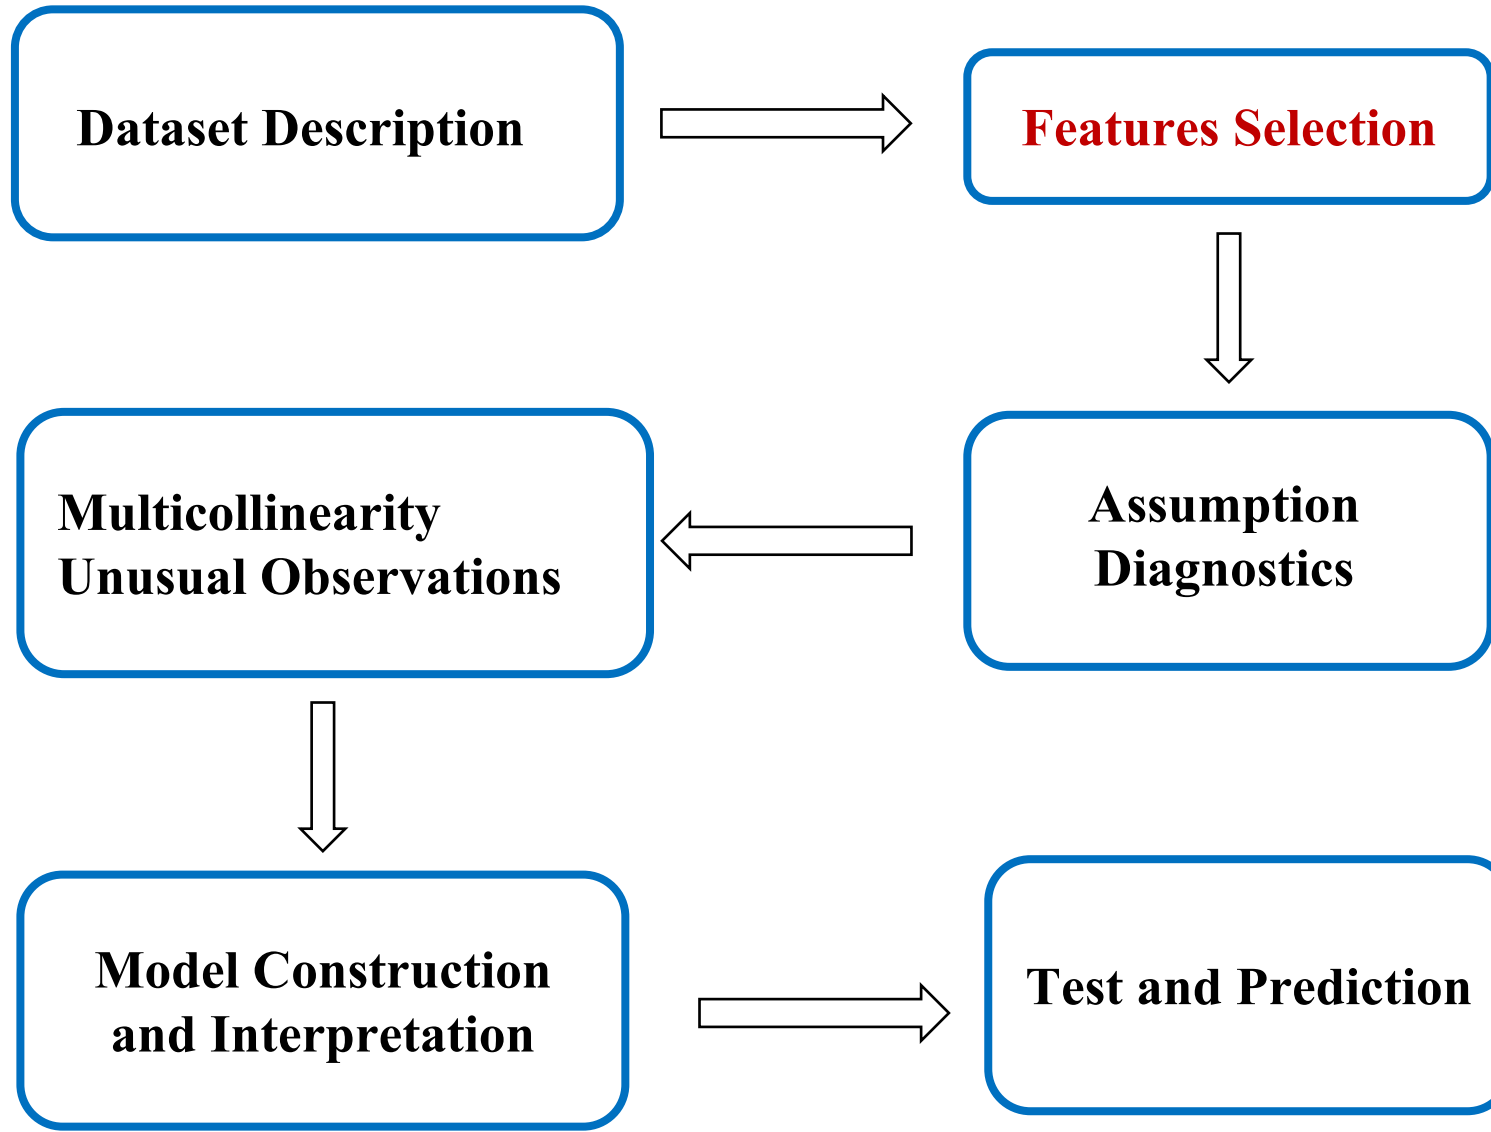 Dataset Description
Features Selection
Assumption
Diagnostics
Multicollinearity
Unusual Observations
Model Construction
and Interpretation
Test and Prediction